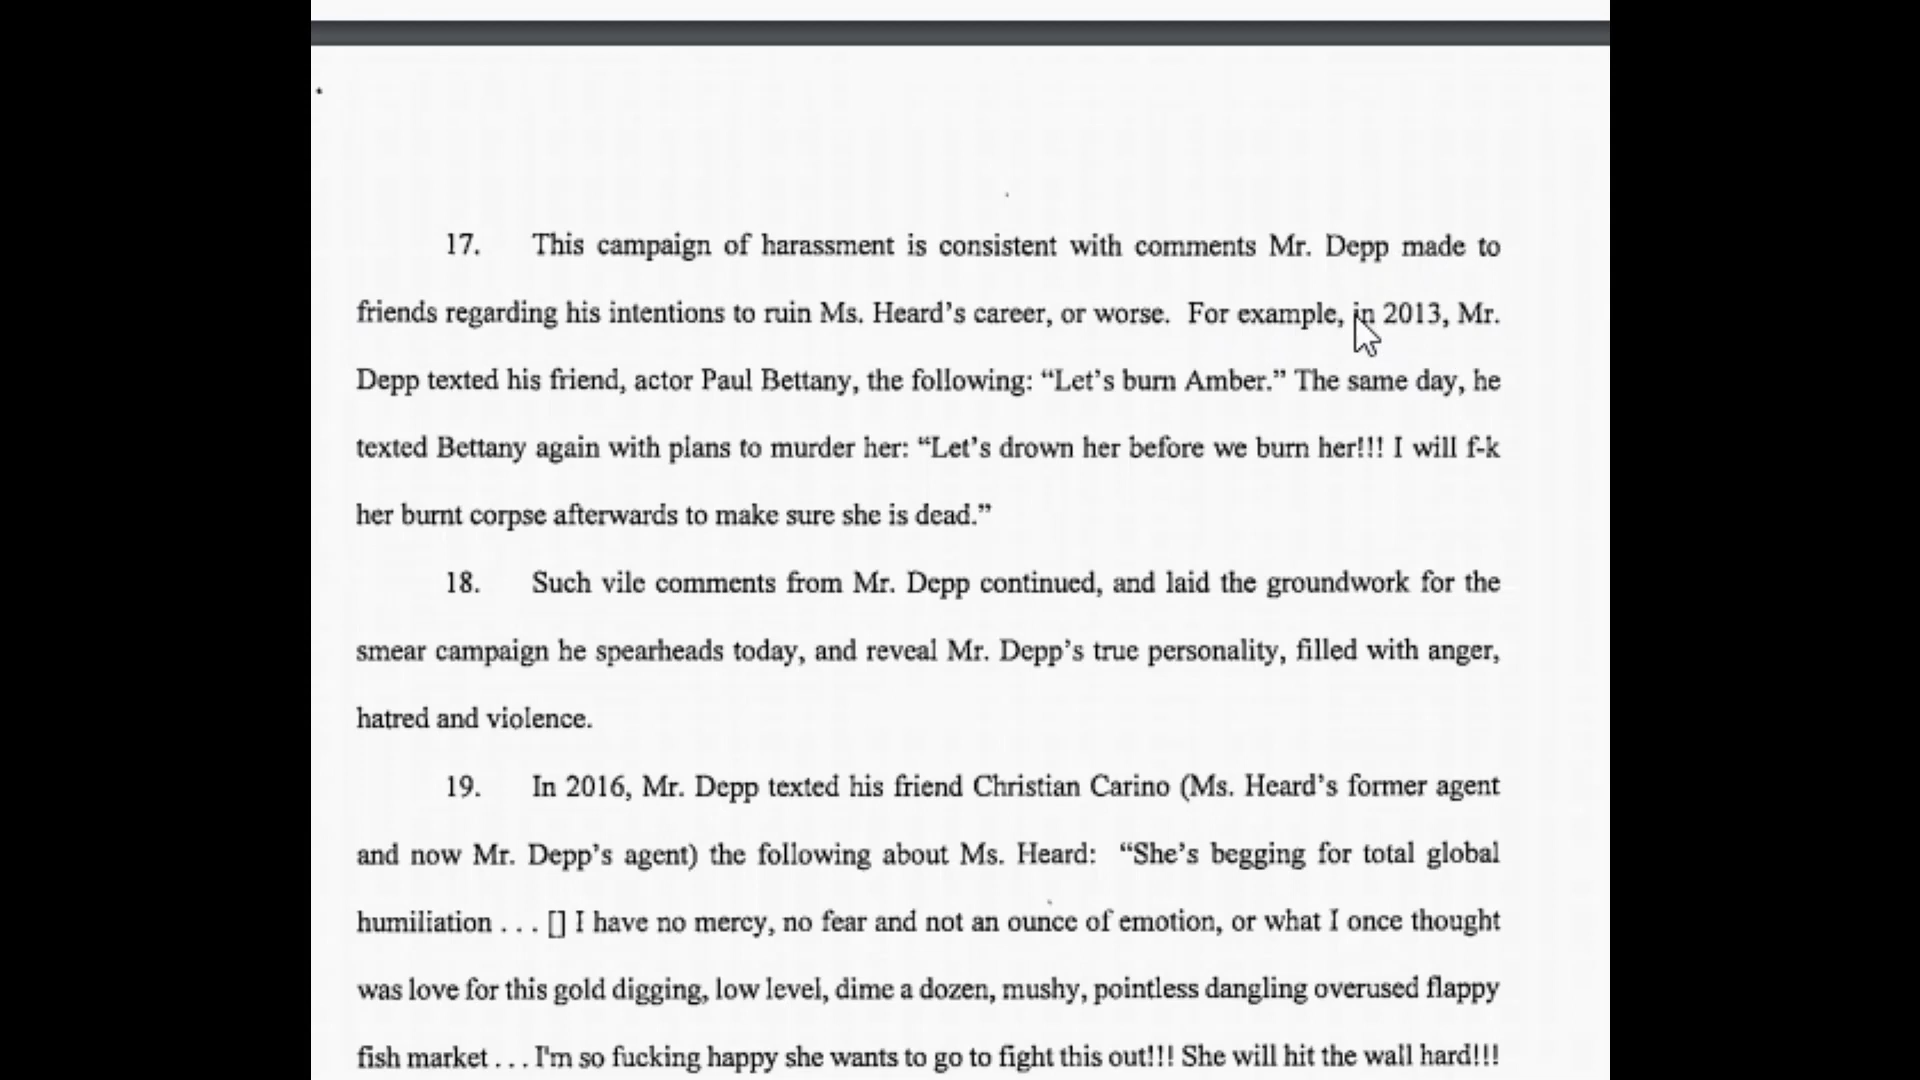 17. This campaign of harassment is consistent with comments Mr. Depp made to
friends regarding his intentions to ruin Ms. Heard’s career, or worse. For example, in 2013, Mr.
Depp texted his friend, actor Paul Bettany, the following: “Let’s burn Amber.” The same day, he
texted Bettany again with plans to murder her: “Let’s drown her before we burn her!!! I will f-k
her burnt corpse afterwards to make sure she is dead.”
18. Such vile comments from Mr. Depp continued, and laid the groundwork for the
smear campaign he spearheads today, and reveal Mr. Depp’s true personality, filled with anger,
hatred and violence.
19. In 2016, Mr. Depp texted his friend Christian Carino (Ms. Heard’s former agent
and now Mr. Depp’s agent) the following about Ms. Heard: “She’s begging for total global
humiliation . . . [] I have no mercy, no fear and not an ounce of emotion, or what I once thought
was love for this gold digging, low level, dime a dozen, mushy, pointless dangling overused flappy
fish market . . . I'm so fucking happy she wants to go to fight this out!!! She will hit the wall hard!!!